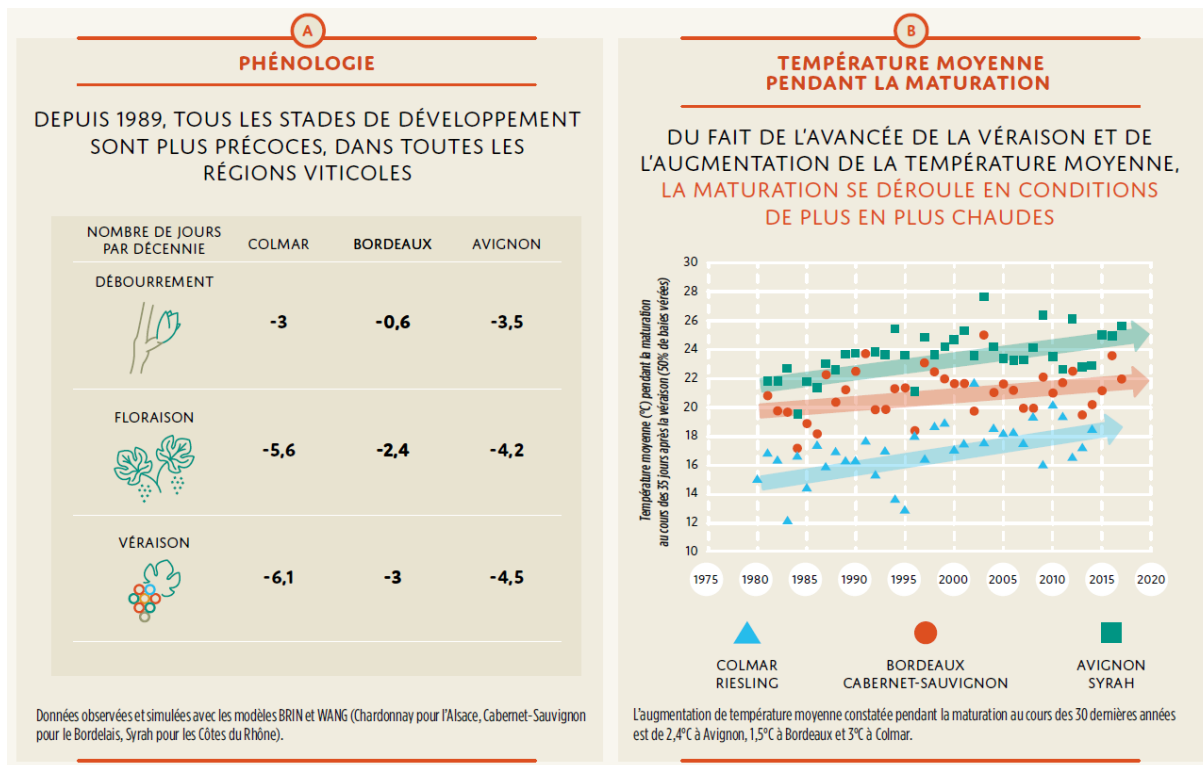 A
PHÉNOLOGIE
DEPUIS 1989, TOUS LES STADES DE DÉVELOPPEMENT
SONT PLUS PRÉCOCES, DANS TOUTES LES
RÉGIONS VITICOLES
NOMBRE DE JOURS
PAR DÉCENNIE
COLMAR
BORDEAUX
AVIGNON
DÉBOURREMENT
-3
-0,6
-3,5
FLORAISON
-5,6
-2,4
-4,2
VÉRAISON
-6,1
-3
-4,5
Données observées et simulées avec les modèles BRIN et WANG (Chardonnay pour l'Alsace, Cabernet-Sauvignon
pour le Bordelais, Syrah pour les Côtes du Rhône).
B
TEMPÉRATURE MOYENNE
PENDANT LA MATURATION
DU FAIT DE L'AVANCÉE DE LA VÉRAISON ET DE
L'AUGMENTATION DE LA TEMPÉRATURE MOYENNE,
LA MATURATION SE DÉROULE EN CONDITIONS
DE PLUS EN PLUS CHAUDES
Température moyenne (°C) pendant la maturation
au cours des 35 jours après la véraison (50% de baies vérées)
30
28
26
24
22
20
18
16
14
12
10
1975
1980
1985
1990
1995
2000
2005
2010
2015
2020
COLMAR
RIESLING
BORDEAUX
CABERNET-SAUVIGNON
AVIGNON
SYRAH
L'augmentation de température moyenne constatée pendant la maturation au cours des 30 dernières années
est de 2,4°C à Avignon, 1,5°C à Bordeaux et 3°C à Colmar.